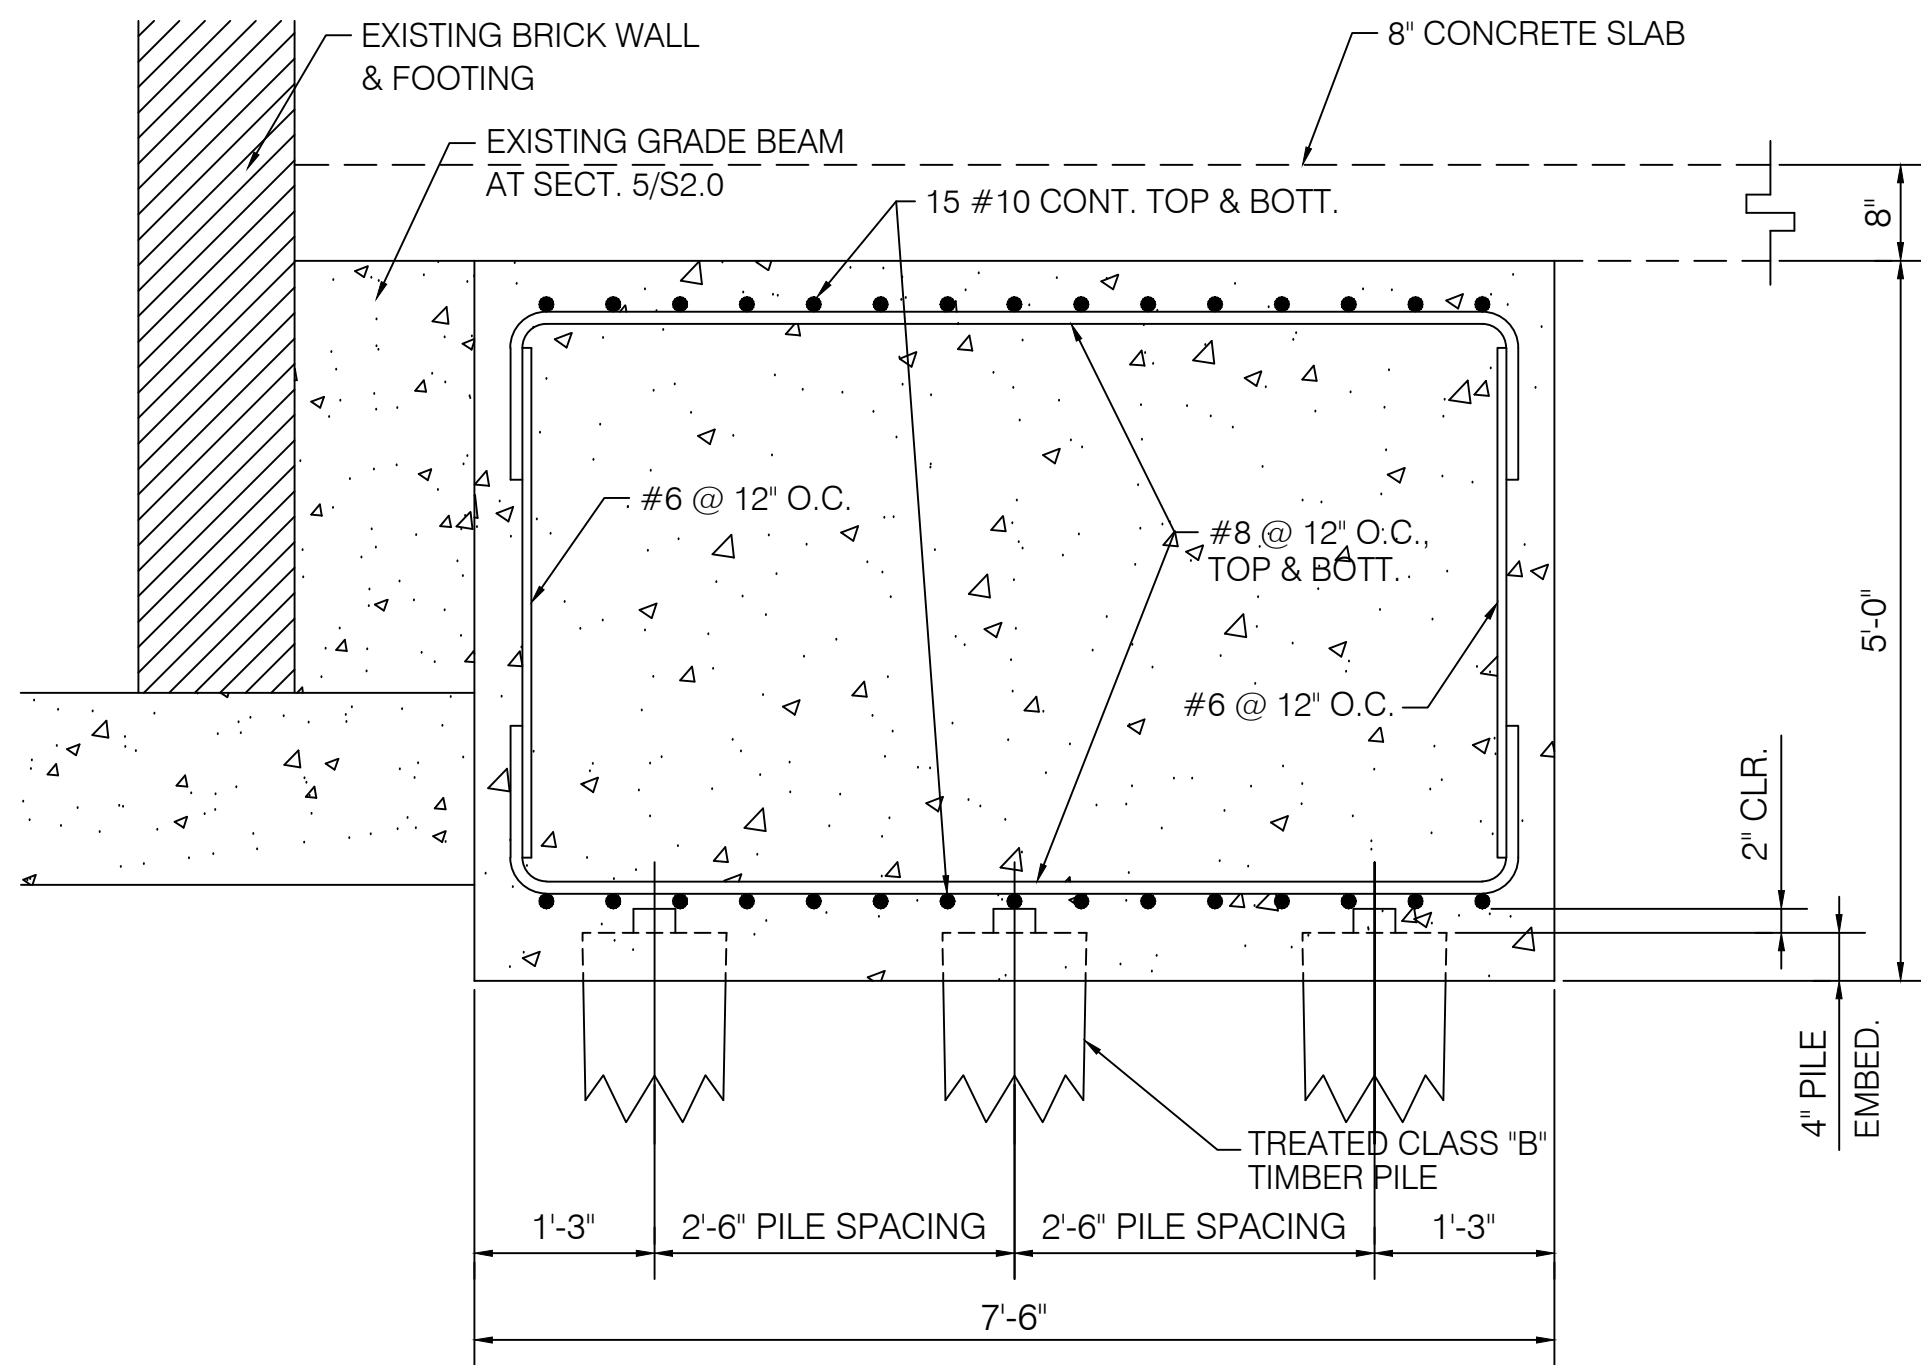 EXISTING BRICK WALL
& FOOTING
8" CONCRETE SLAB
EXISTING GRADE BEAM
AT SECT. 5/S2.0
15 #10 CONT. TOP & BOTT.
8"
#6 @ 12" O.C.
#8 @ 12" O.C.,
TOP & BOTT.
5'-0"
#6 @ 12" O.C.
2" CLR.
4" PILE
EMBED.
TREATED CLASS "B"
TIMBER PILE
1'-3"
2'-6" PILE SPACING
2'-6" PILE SPACING
1'-3"
7'-6"